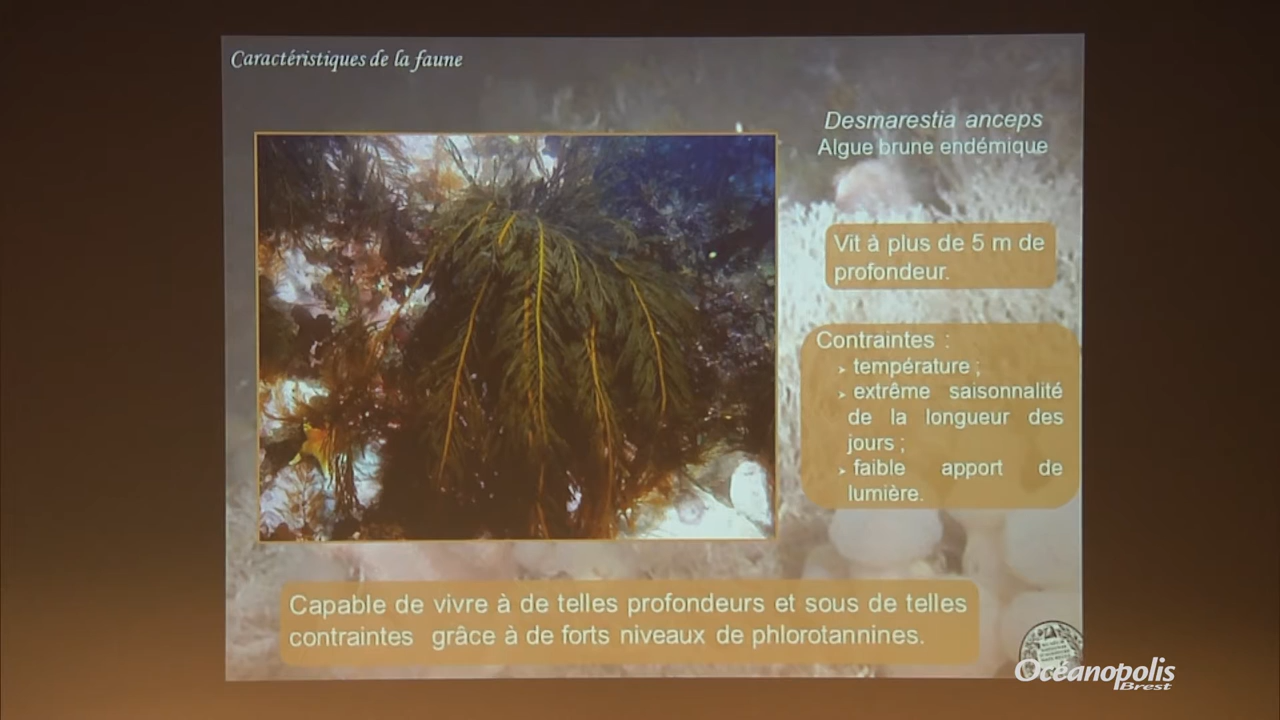 Caractéristiques de la faune
Desmarestia anceps
Algue brune endémique
Vit à plus de 5 m de
profondeur.
Contraintes :
➢ température ;
➢ extrême saisonnalité
de la longueur des
jours ;
➢ faible apport de
lumière.
Capable de vivre à de telles profondeurs et sous de telles
contraintes grâce à de forts niveaux de phlorotannines.
Océanopolis
Brest